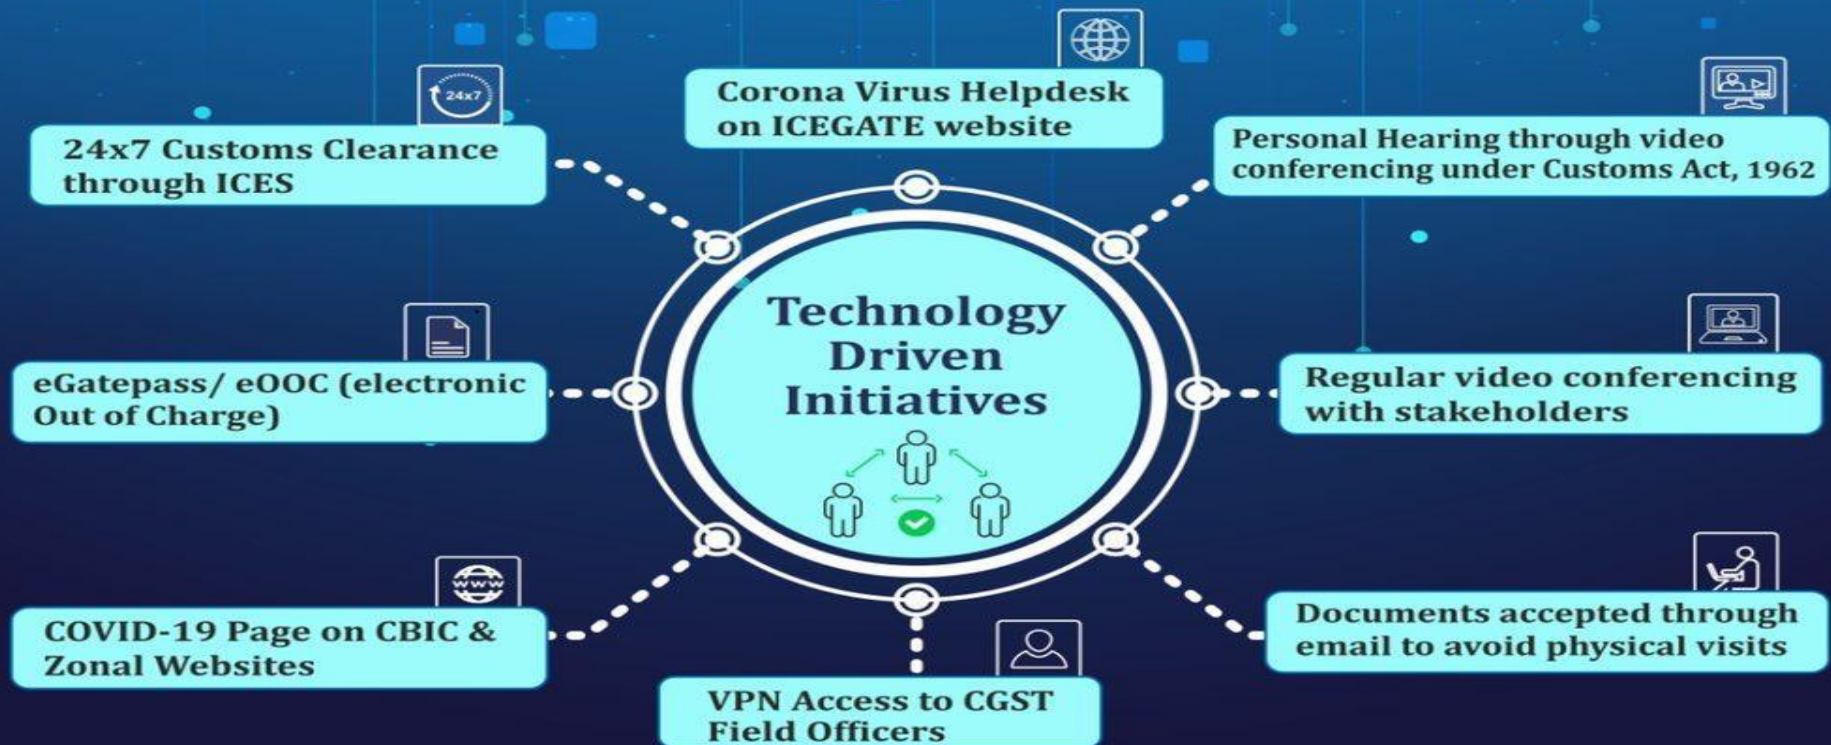 24x7
Corona Virus Helpdesk
on ICEGATE website
24x7 Customs Clearance
through ICES
Personal Hearing through video
conferencing under Customs Act, 1962
Technology
Driven
Initiatives
eGatepass/ eOOC (electronic
Out of Charge)
Regular video conferencing
with stakeholders
www
COVID-19 Page on CBIC &
Zonal Websites
Documents accepted through
email to avoid physical visits
VPN Access to CGST
Field Officers